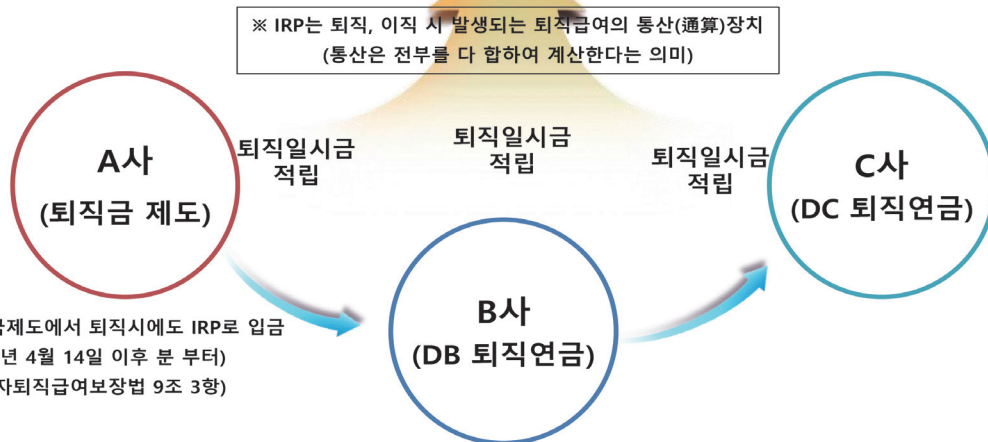 ※ IRP는 퇴직, 이직 시 발생되는 퇴직급여의 통산(通算)장치
(통산은 전부를 다 합하여 계산한다는 의미)
A사
(퇴직금 제도)
퇴직일시금
적립
퇴직일시금
적립
퇴직일시금
적립
C사
(DC 퇴직연금)
B사
(DB 퇴직연금)
금제도에서 퇴직시에도 IRP로 입금
년 4월 14일 이후 분 부터)
자퇴직급여보장법 9조 3항)